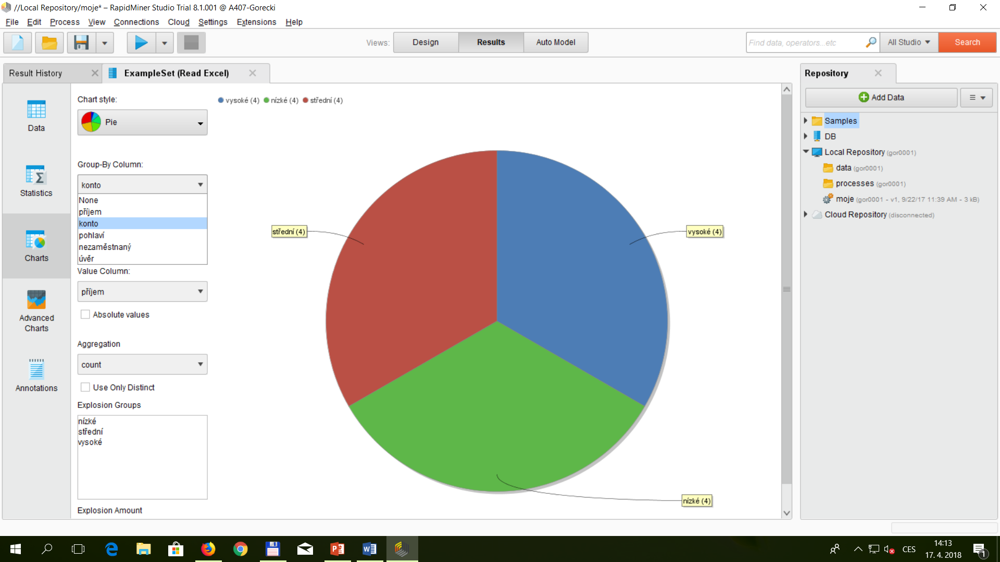 //Local Repository/moje* – RapidMiner Studio Trial 8.1.001 @ A407-Gorecki
File Edit Process View Connections Cloud Settings Extensions Help
Views: Design Results Auto Model
Find data, operators...etc All Studio Search
Result History ExampleSet (Read Excel)
Data
Statistics
Charts
Advanced
Charts
Annotations
Chart style:
Pie
Group-By Column:
konto
None
příjem
konto
pohlaví
nezaměstnaný
úvěr
Value Column:
příjem
Absolute values
Aggregation
count
Use Only Distinct
Explosion Groups
nízké
střední
vysoké
Explosion Amount
vysoké (4) nízké (4) střední (4)
střední (4)
vysoké (4)
nízké (4)
Repository
Add Data
Samples
DB
Local Repository (gor0001)
data (gor0001)
processes (gor0001)
moje (gor0001 - v1, 9/22/17 11:39 AM - 3 kB)
Cloud Repository (disconnected)
CES
14:13
17. 4. 2018
1